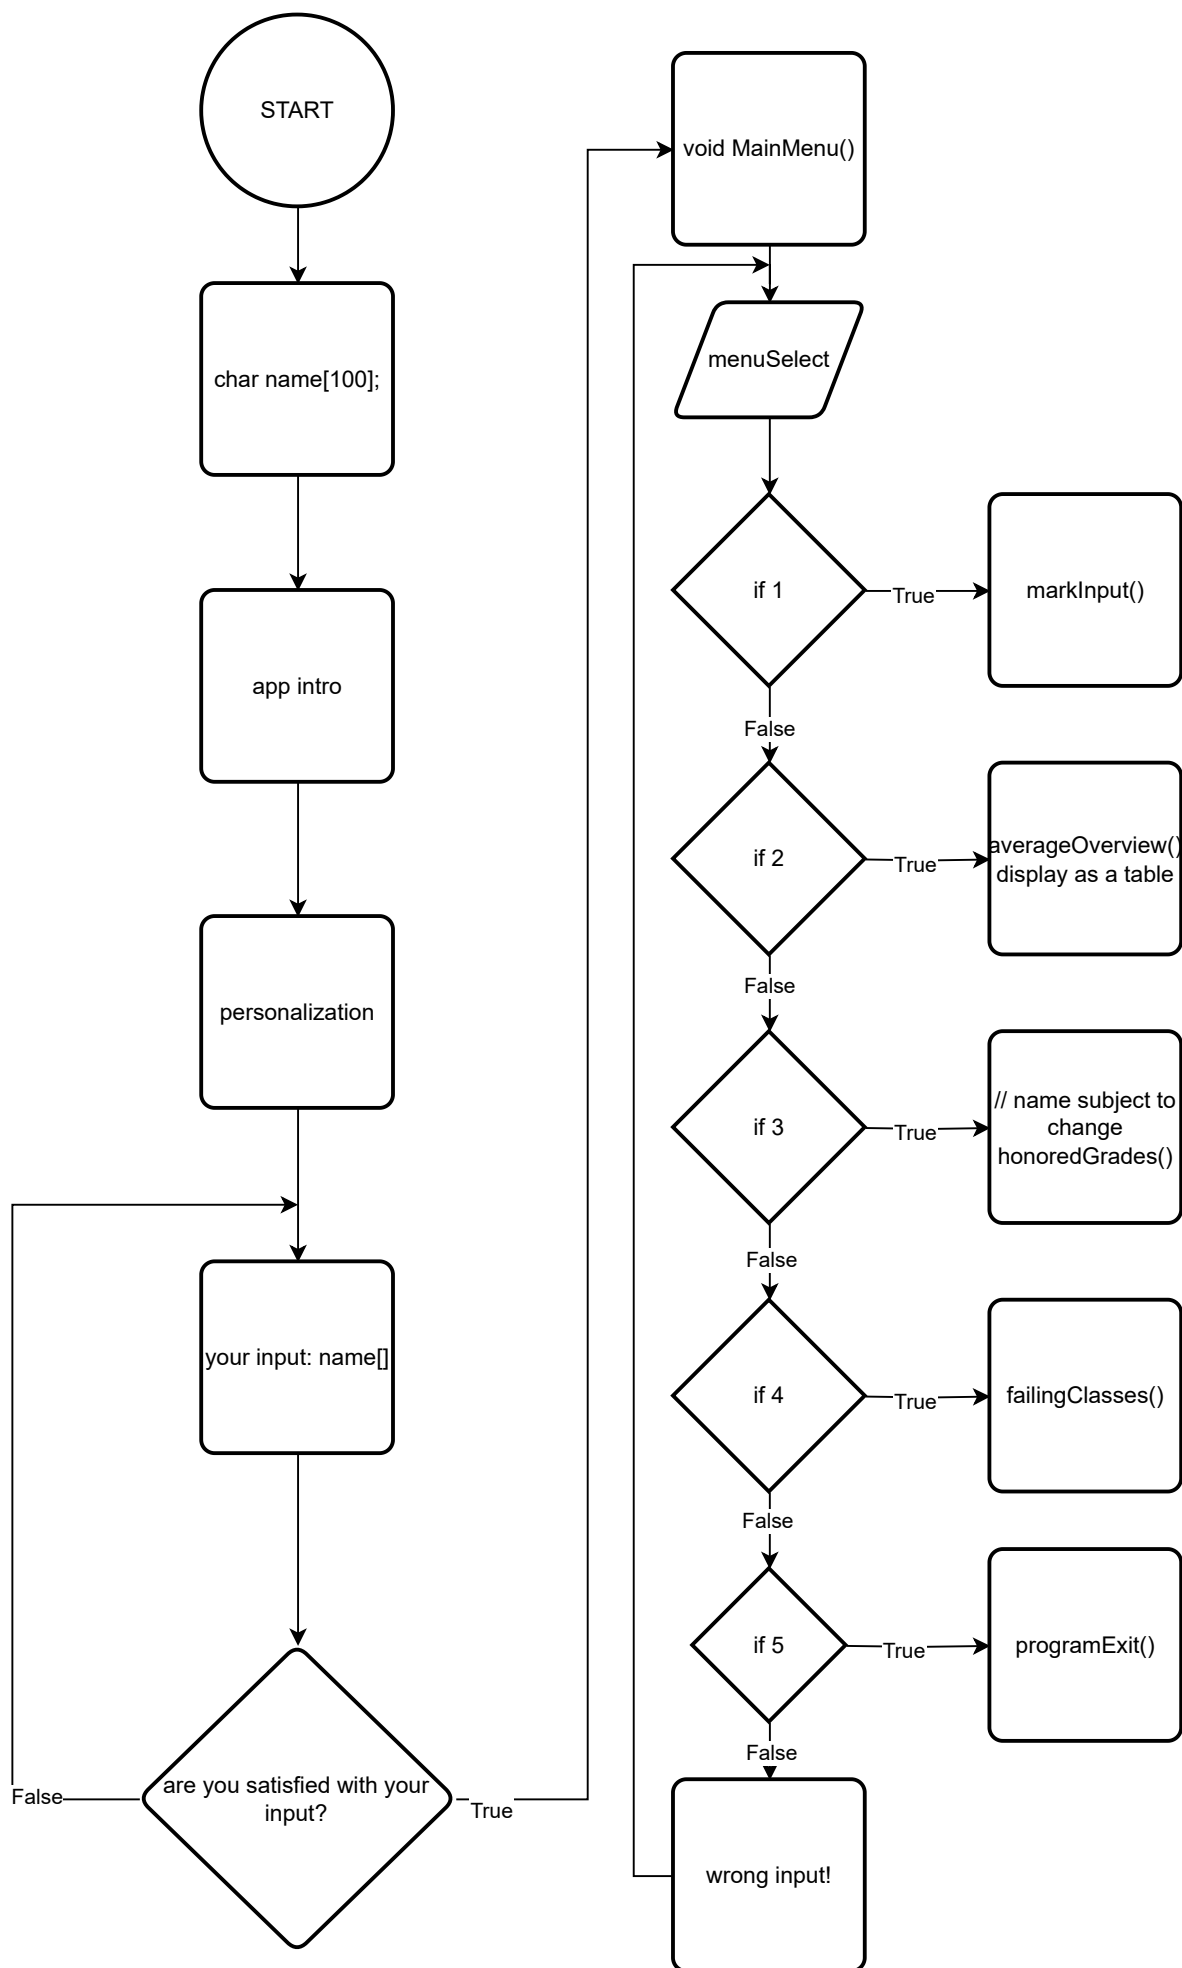 START
char name[100];
app intro
personalization
your input: name[]
are you satisfied with your
input?
False
True
void MainMenu()
menuSelect
if 1
True
markInput()
False
if 2
True
averageOverview()
display as a table
False
if 3
True
// name subject to
change
honoredGrades()
False
if 4
True
failingClasses()
False
if 5
True
programExit()
False
wrong input!